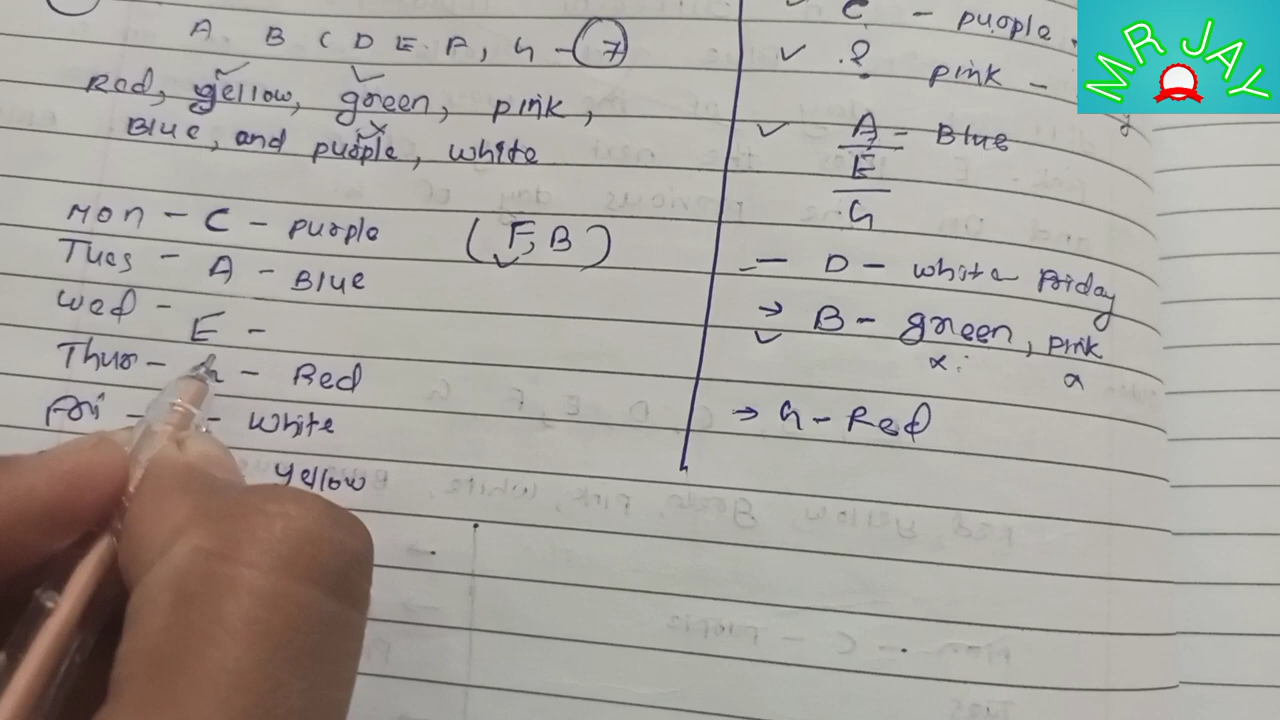 A. B C D E. F, G - 7
Red, yellow, green, pink,
Blue, and purple, white
Mon - C - purple (F, B)
Tues - A - Blue
Wed - E -
Thur - - Red
Fri - - white
yellow
C - purple
? pink -
A - Blue
E
G
- D - white Friday
→ B - green, pink
→ G - Red
MR JAY